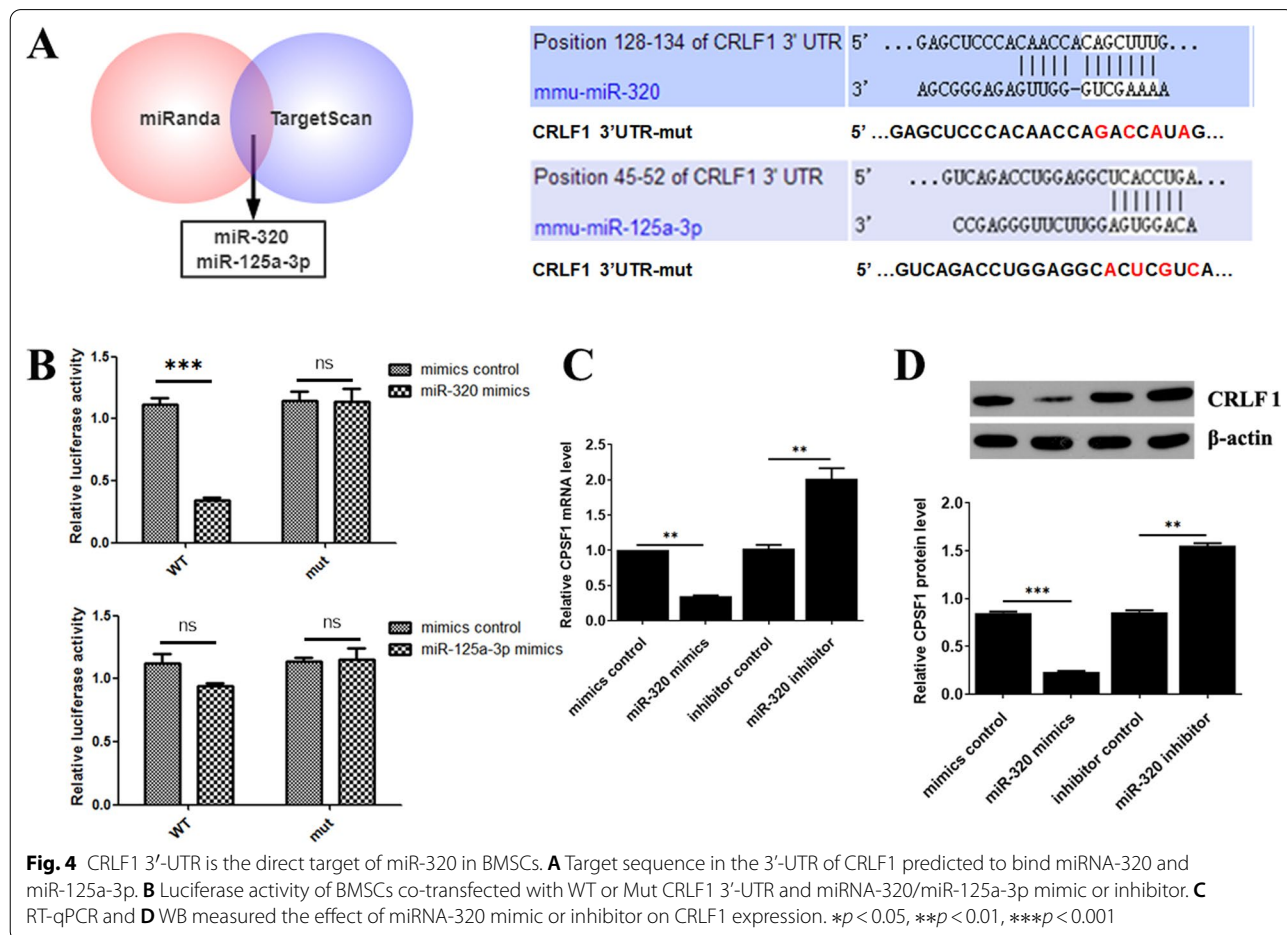 A
miRanda
TargetScan
miR-320
miR-125a-3p
Position 128-134 of CRLF1 3' UTR 5' ...GAGCUCCCACAACCACAGCUUUG...
mmu-miR-320 3' AGCGGGAGAGUUGG-GUCGAAAA
CRLF1 3'UTR-mut 5' ...GAGCUCCCACAACCAGACCAUAG...
Position 45-52 of CRLF1 3' UTR 5' ...GUCAGACCUGGAGGCUCACCUGA...
mmu-miR-125a-3p 3' CCGAGGGUUCUUGGAGUGGACA
CRLF1 3'UTR-mut 5' ...GUCAGACCUGGAGGCACUCGUCA...
B
Relative luciferase activity
1.5
1.0
0.5
0.0
***
ns
WT
mut
mimics control
miR-320 mimics
Relative luciferase activity
1.5
1.0
0.5
0.0
ns
ns
WT
mut
mimics control
miR-125a-3p mimics
C
Relative CPSF1 mRNA level
2.5
2.0
1.5
1.0
0.5
0.0
**
**
mimics control
miR-320 mimics
inhibitor control
miR-320 inhibitor
D
CRLF1
β-actin
Relative CPSF1 protein level
2.0
1.5
1.0
0.5
0.0
***
**
mimics control
miR-320 mimics
inhibitor control
miR-320 inhibitor
Fig. 4 CRLF1 3′-UTR is the direct target of miR-320 in BMSCs. A Target sequence in the 3’-UTR of CRLF1 predicted to bind miRNA-320 and
miR-125a-3p. B Luciferase activity of BMSCs co-transfected with WT or Mut CRLF1 3′-UTR and miRNA-320/miR-125a-3p mimic or inhibitor. C
RT-qPCR and D WB measured the effect of miRNA-320 mimic or inhibitor on CRLF1 expression. *p < 0.05, **p < 0.01, ***p < 0.001